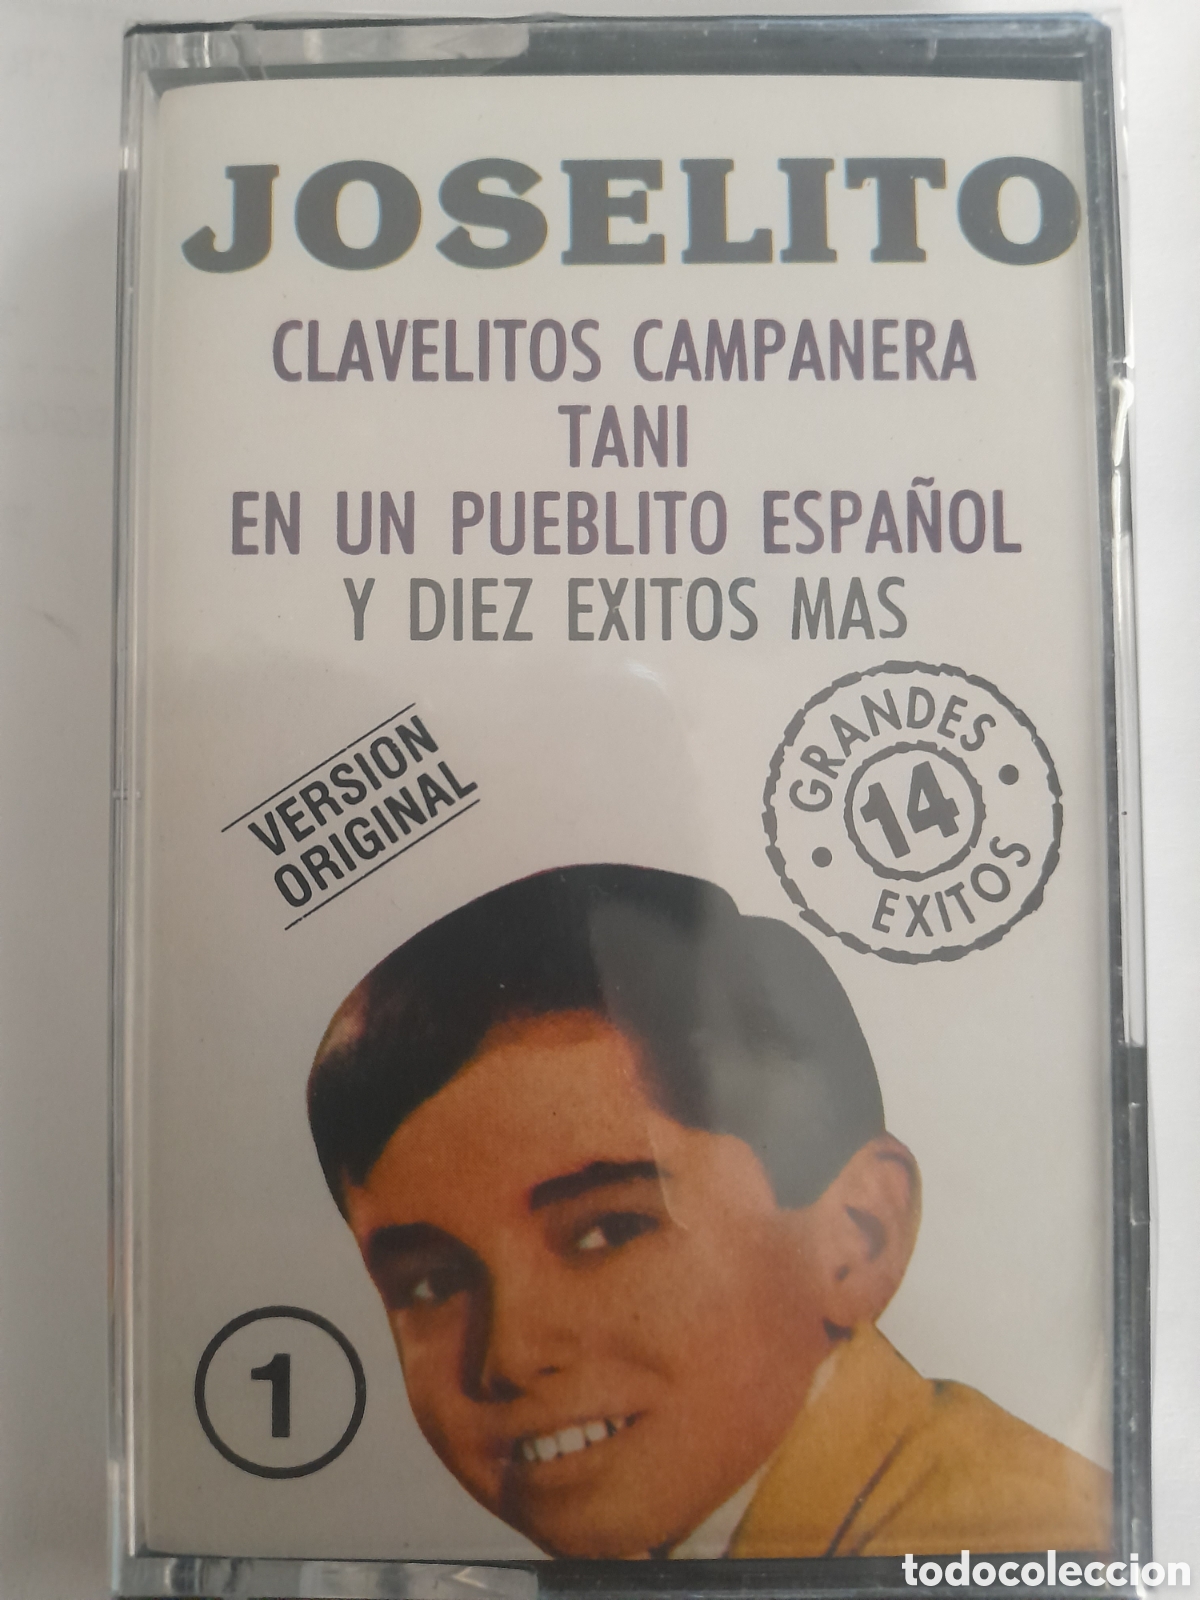 JOSELITO
CLAVELITOS CAMPANERA
TANI
EN UN PUEBLITO ESPAÑOL
Y DIEZ EXITOS MAS
VERSION
ORIGINAL
GRANDES
14
EXITOS
1
todocoleccion